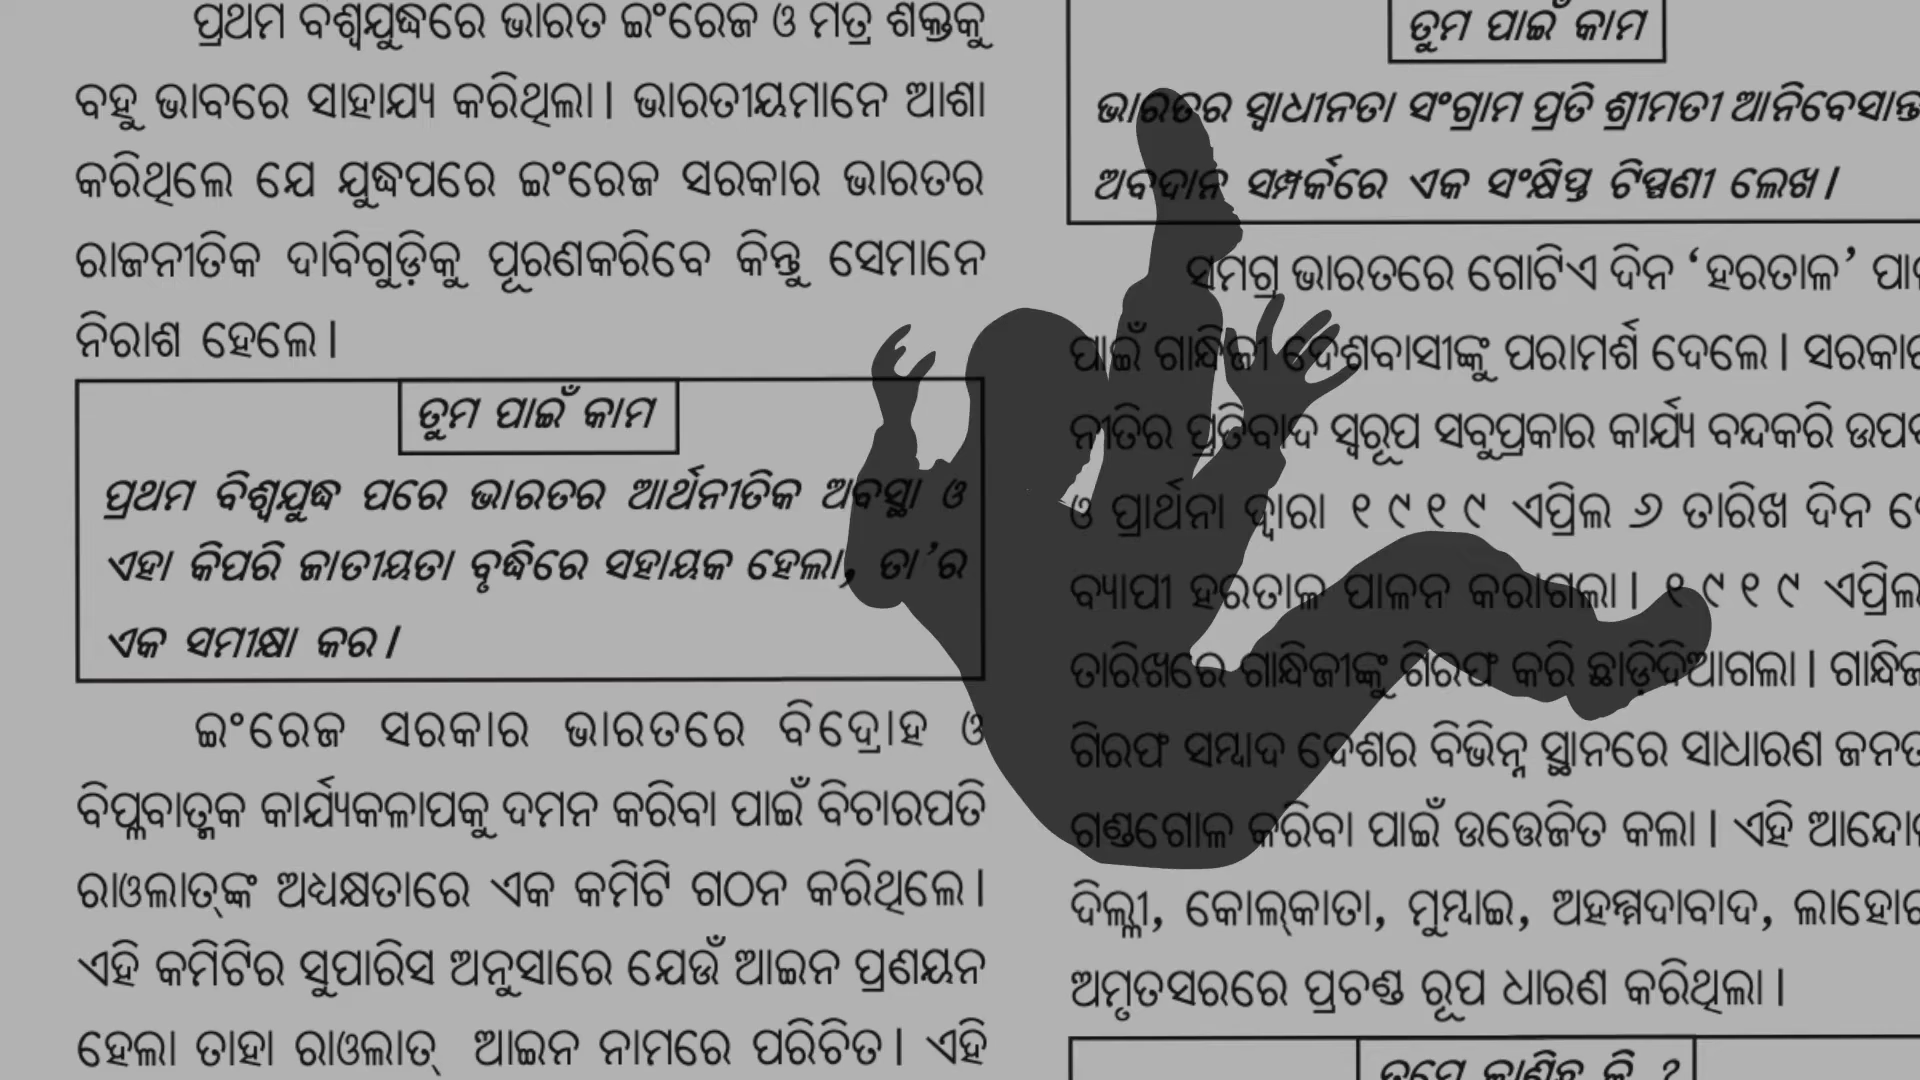 ପ୍ରଥମ ବିଶ୍ୱଯୁଦ୍ଧରେ ଭାରତ ଇଂରେଜ ଓ ମିତ୍ର ଶକ୍ତିକୁ
ବହୁ ଭାବରେ ସାହାଯ୍ୟ କରିଥିଲା। ଭାରତୀୟମାନେ ଆଶା
କରିଥିଲେ ଯେ ଯୁଦ୍ଧପରେ ଇଂରେଜ ସରକାର ଭାରତର
ରାଜନୀତିକ ଦାବିଗୁଡ଼ିକୁ ପୂରଣକରିବେ କିନ୍ତୁ ସେମାନେ
ନିରାଶ ହେଲେ।
ତୁମ ପାଇଁ କାମ
ପ୍ରଥମ ବିଶ୍ୱଯୁଦ୍ଧ ପରେ ଭାରତର ଆର୍ଥନୀତିକ ଅବସ୍ଥା ଓ
ଏହା କିପରି ଜାତୀୟତା ବୃଦ୍ଧିରେ ସହାୟକ ହେଲା, ତା'ର
ଏକ ସମୀକ୍ଷା କର।
ଇଂରେଜ ସରକାର ଭାରତରେ ବିଦ୍ରୋହ ଓ
ବିପ୍ଳବାତ୍ମକ କାର୍ଯ୍ୟକଳାପକୁ ଦମନ କରିବା ପାଇଁ ବିଚାରପତି
ରାଓଲାତ୍‌ଙ୍କ ଅଧ୍ୟକ୍ଷତାରେ ଏକ କମିଟି ଗଠନ କରିଥିଲେ।
ଏହି କମିଟିର ସୁପାରିସ ଅନୁସାରେ ଯେଉଁ ଆଇନ ପ୍ରଣୟନ
ହେଲା ତାହା ରାଓଲାତ୍ ଆଇନ ନାମରେ ପରିଚିତ। ଏହି
ତୁମ ପାଇଁ କାମ
ଭାରତର ସ୍ୱାଧୀନତା ସଂଗ୍ରାମ ପ୍ରତି ଶ୍ରୀମତୀ ଆନିବେସାନ୍ତ
ଅବଦାନ ସମ୍ପର୍କରେ ଏକ ସଂକ୍ଷିପ୍ତ ଟିପ୍ପଣୀ ଲେଖ।
ସମଗ୍ର ଭାରତରେ ଗୋଟିଏ ଦିନ ‘ହରତାଳ’
ପାଇଁ ଗାନ୍ଧିଜୀ ଦେଶବାସୀଙ୍କୁ ପରାମର୍ଶ ଦେଲେ। ସରକାର
ନୀତିର ପ୍ରତିବାଦ ସ୍ୱରୂପ ସବୁପ୍ରକାର କାର୍ଯ୍ୟ ବନ୍ଦକରି
ଓ ପ୍ରାର୍ଥନା ଦ୍ୱାରା ୧୯୧୯ ଏପ୍ରିଲ ୬ ତାରିଖ ଦିନ
ବ୍ୟାପୀ ହରତାଳ ପାଳନ କରାଗଲା। ୧୯୧୯ ଏପ୍ରିଲ
ତାରିଖରେ ଗାନ୍ଧିଜୀଙ୍କୁ ଗିରଫ କରି ଛାଡ଼ିଦିଆଗଲା।
ଗିରଫ ସମ୍ବାଦ ଦେଶର ବିଭିନ୍ନ ସ୍ଥାନରେ ସାଧାରଣ
ଗଣ୍ଡଗୋଳ କରିବା ପାଇଁ ଉତ୍ତେଜିତ କଲା। ଏହି
ଦିଲ୍ଲୀ, କୋଲ୍‌କାତା, ମୁମ୍ବାଇ, ଅହମ୍ମଦାବାଦ, ଲାହୋର
ଅମୃତସରରେ ପ୍ରଚଣ୍ଡ ରୂପ ଧାରଣ କରିଥିଲା।